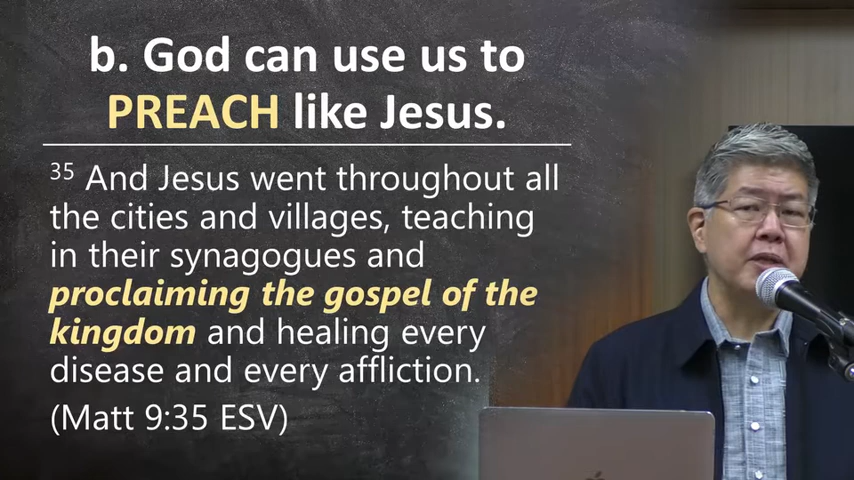 b. God can use us to
PREACH like Jesus.
35 And Jesus went throughout all
the cities and villages, teaching
in their synagogues and
proclaiming the gospel of the
kingdom and healing every
disease and every affliction.
(Matt 9:35 ESV)